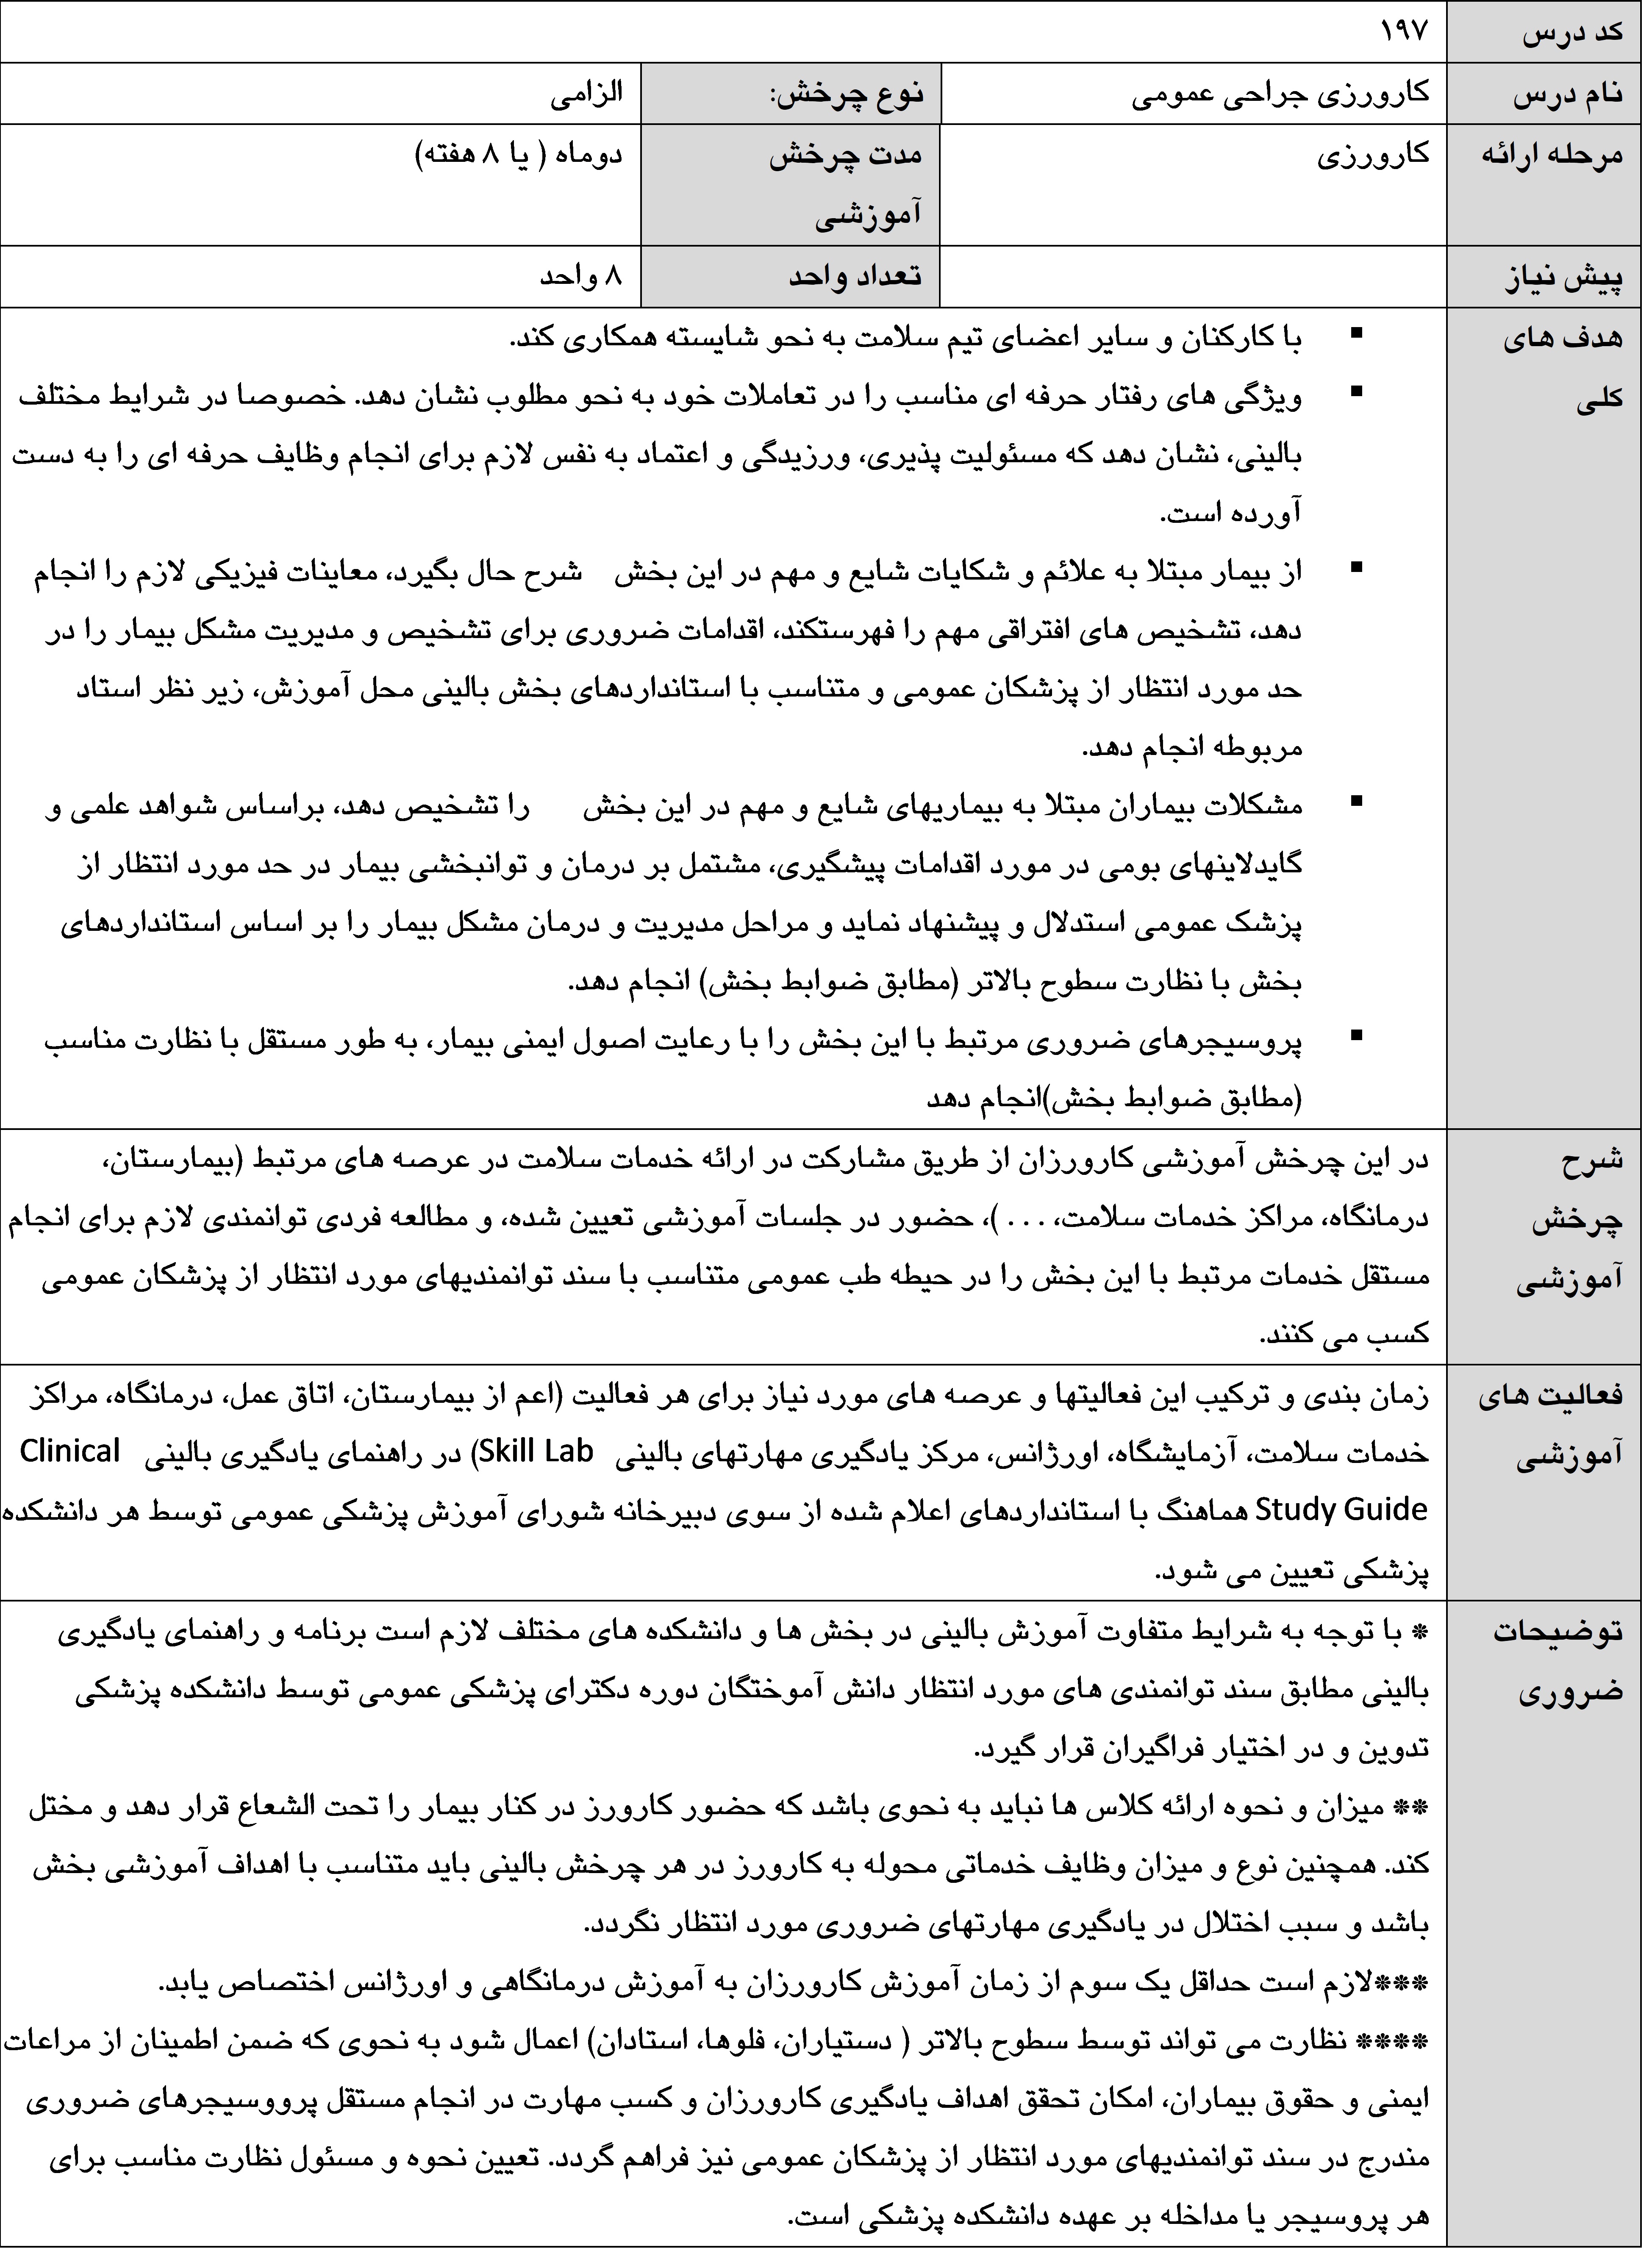 کد درس ۱۹۷
نام درس کارورزی جراحی عمومی نوع چرخش: الزامی
مرحله ارائه کارورزی مدت چرخش دوماه ( یا ۸ هفته)
آموزشی
پیش نیاز تعداد واحد ۸ واحد
هدف های
کلی
▪ با کارکنان و سایر اعضای تیم سلامت به نحو شایسته همکاری کند.
▪ ویژگی های رفتار حرفه ای مناسب را در تعاملات خود به نحو مطلوب نشان دهد. خصوصا در شرایط مختلف
بالینی، نشان دهد که مسئولیت پذیری، ورزیدگی و اعتماد به نفس لازم برای انجام وظایف حرفه ای را به دست
آورده است.
▪ از بیمار مبتلا به علائم و شکایات شایع و مهم در این بخش شرح حال بگیرد، معاینات فیزیکی لازم را انجام
دهد، تشخیص های افتراقی مهم را فهرستکند، اقدامات ضروری برای تشخیص و مدیریت مشکل بیمار را در
حد مورد انتظار از پزشکان عمومی و متناسب با استانداردهای بخش بالینی محل آموزش، زیر نظر استاد
مربوطه انجام دهد.
▪ مشکلات بیماران مبتلا به بیماریهای شایع و مهم در این بخش را تشخیص دهد، براساس شواهد علمی و
گایدلاینهای بومی در مورد اقدامات پیشگیری، مشتمل بر درمان و توانبخشی بیمار در حد مورد انتظار از
پزشک عمومی استدلال و پیشنهاد نماید و مراحل مدیریت و درمان مشکل بیمار را بر اساس استانداردهای
بخش با نظارت سطوح بالاتر (مطابق ضوابط بخش) انجام دهد.
▪ پروسیجرهای ضروری مرتبط با این بخش را با رعایت اصول ایمنی بیمار، به طور مستقل با نظارت مناسب
(مطابق ضوابط بخش)انجام دهد
شرح
چرخش
آموزشی
در این چرخش آموزشی کارورزان از طریق مشارکت در ارائه خدمات سلامت در عرصه های مرتبط (بیمارستان،
درمانگاه، مراکز خدمات سلامت، . . . )، حضور در جلسات آموزشی تعیین شده، و مطالعه فردی توانمندی لازم برای انجام
مستقل خدمات مرتبط با این بخش را در حیطه طب عمومی متناسب با سند توانمندیهای مورد انتظار از پزشکان عمومی
کسب می کنند.
فعالیت های
آموزشی
زمان بندی و ترکیب این فعالیتها و عرصه های مورد نیاز برای هر فعالیت (اعم از بیمارستان، اتاق عمل، درمانگاه، مراکز
خدمات سلامت، آزمایشگاه، اورژانس، مرکز یادگیری مهارتهای بالینی Skill Lab) در راهنمای یادگیری بالینی Clinical
Study Guide هماهنگ با استانداردهای اعلام شده از سوی دبیرخانه شورای آموزش پزشکی عمومی توسط هر دانشکده
پزشکی تعیین می شود.
توضیحات
ضروری
* با توجه به شرایط متفاوت آموزش بالینی در بخش ها و دانشکده های مختلف لازم است برنامه و راهنمای یادگیری
بالینی مطابق سند توانمندی های مورد انتظار دانش آموختگان دوره دکترای پزشکی عمومی توسط دانشکده پزشکی
تدوین و در اختیار فراگیران قرار گیرد.
** میزان و نحوه ارائه کلاس ها نباید به نحوی باشد که حضور کارورز در کنار بیمار را تحت الشعاع قرار دهد و مختل
کند. همچنین نوع و میزان وظایف خدماتی محوله به کارورز در هر چرخش بالینی باید متناسب با اهداف آموزشی بخش
باشد و سبب اختلال در یادگیری مهارتهای ضروری مورد انتظار نگردد.
***لازم است حداقل یک سوم از زمان آموزش کارورزان به آموزش درمانگاهی و اورژانس اختصاص یابد.
**** نظارت می تواند توسط سطوح بالاتر ( دستیاران، فلوها، استادان) اعمال شود به نحوی که ضمن اطمینان از مراعات
ایمنی و حقوق بیماران، امکان تحقق اهداف یادگیری کارورزان و کسب مهارت در انجام مستقل پرووسیجرهای ضروری
مندرج در سند توانمندیهای مورد انتظار از پزشکان عمومی نیز فراهم گردد. تعیین نحوه و مسئول نظارت مناسب برای
هر پروسیجر یا مداخله بر عهده دانشکده پزشکی است.